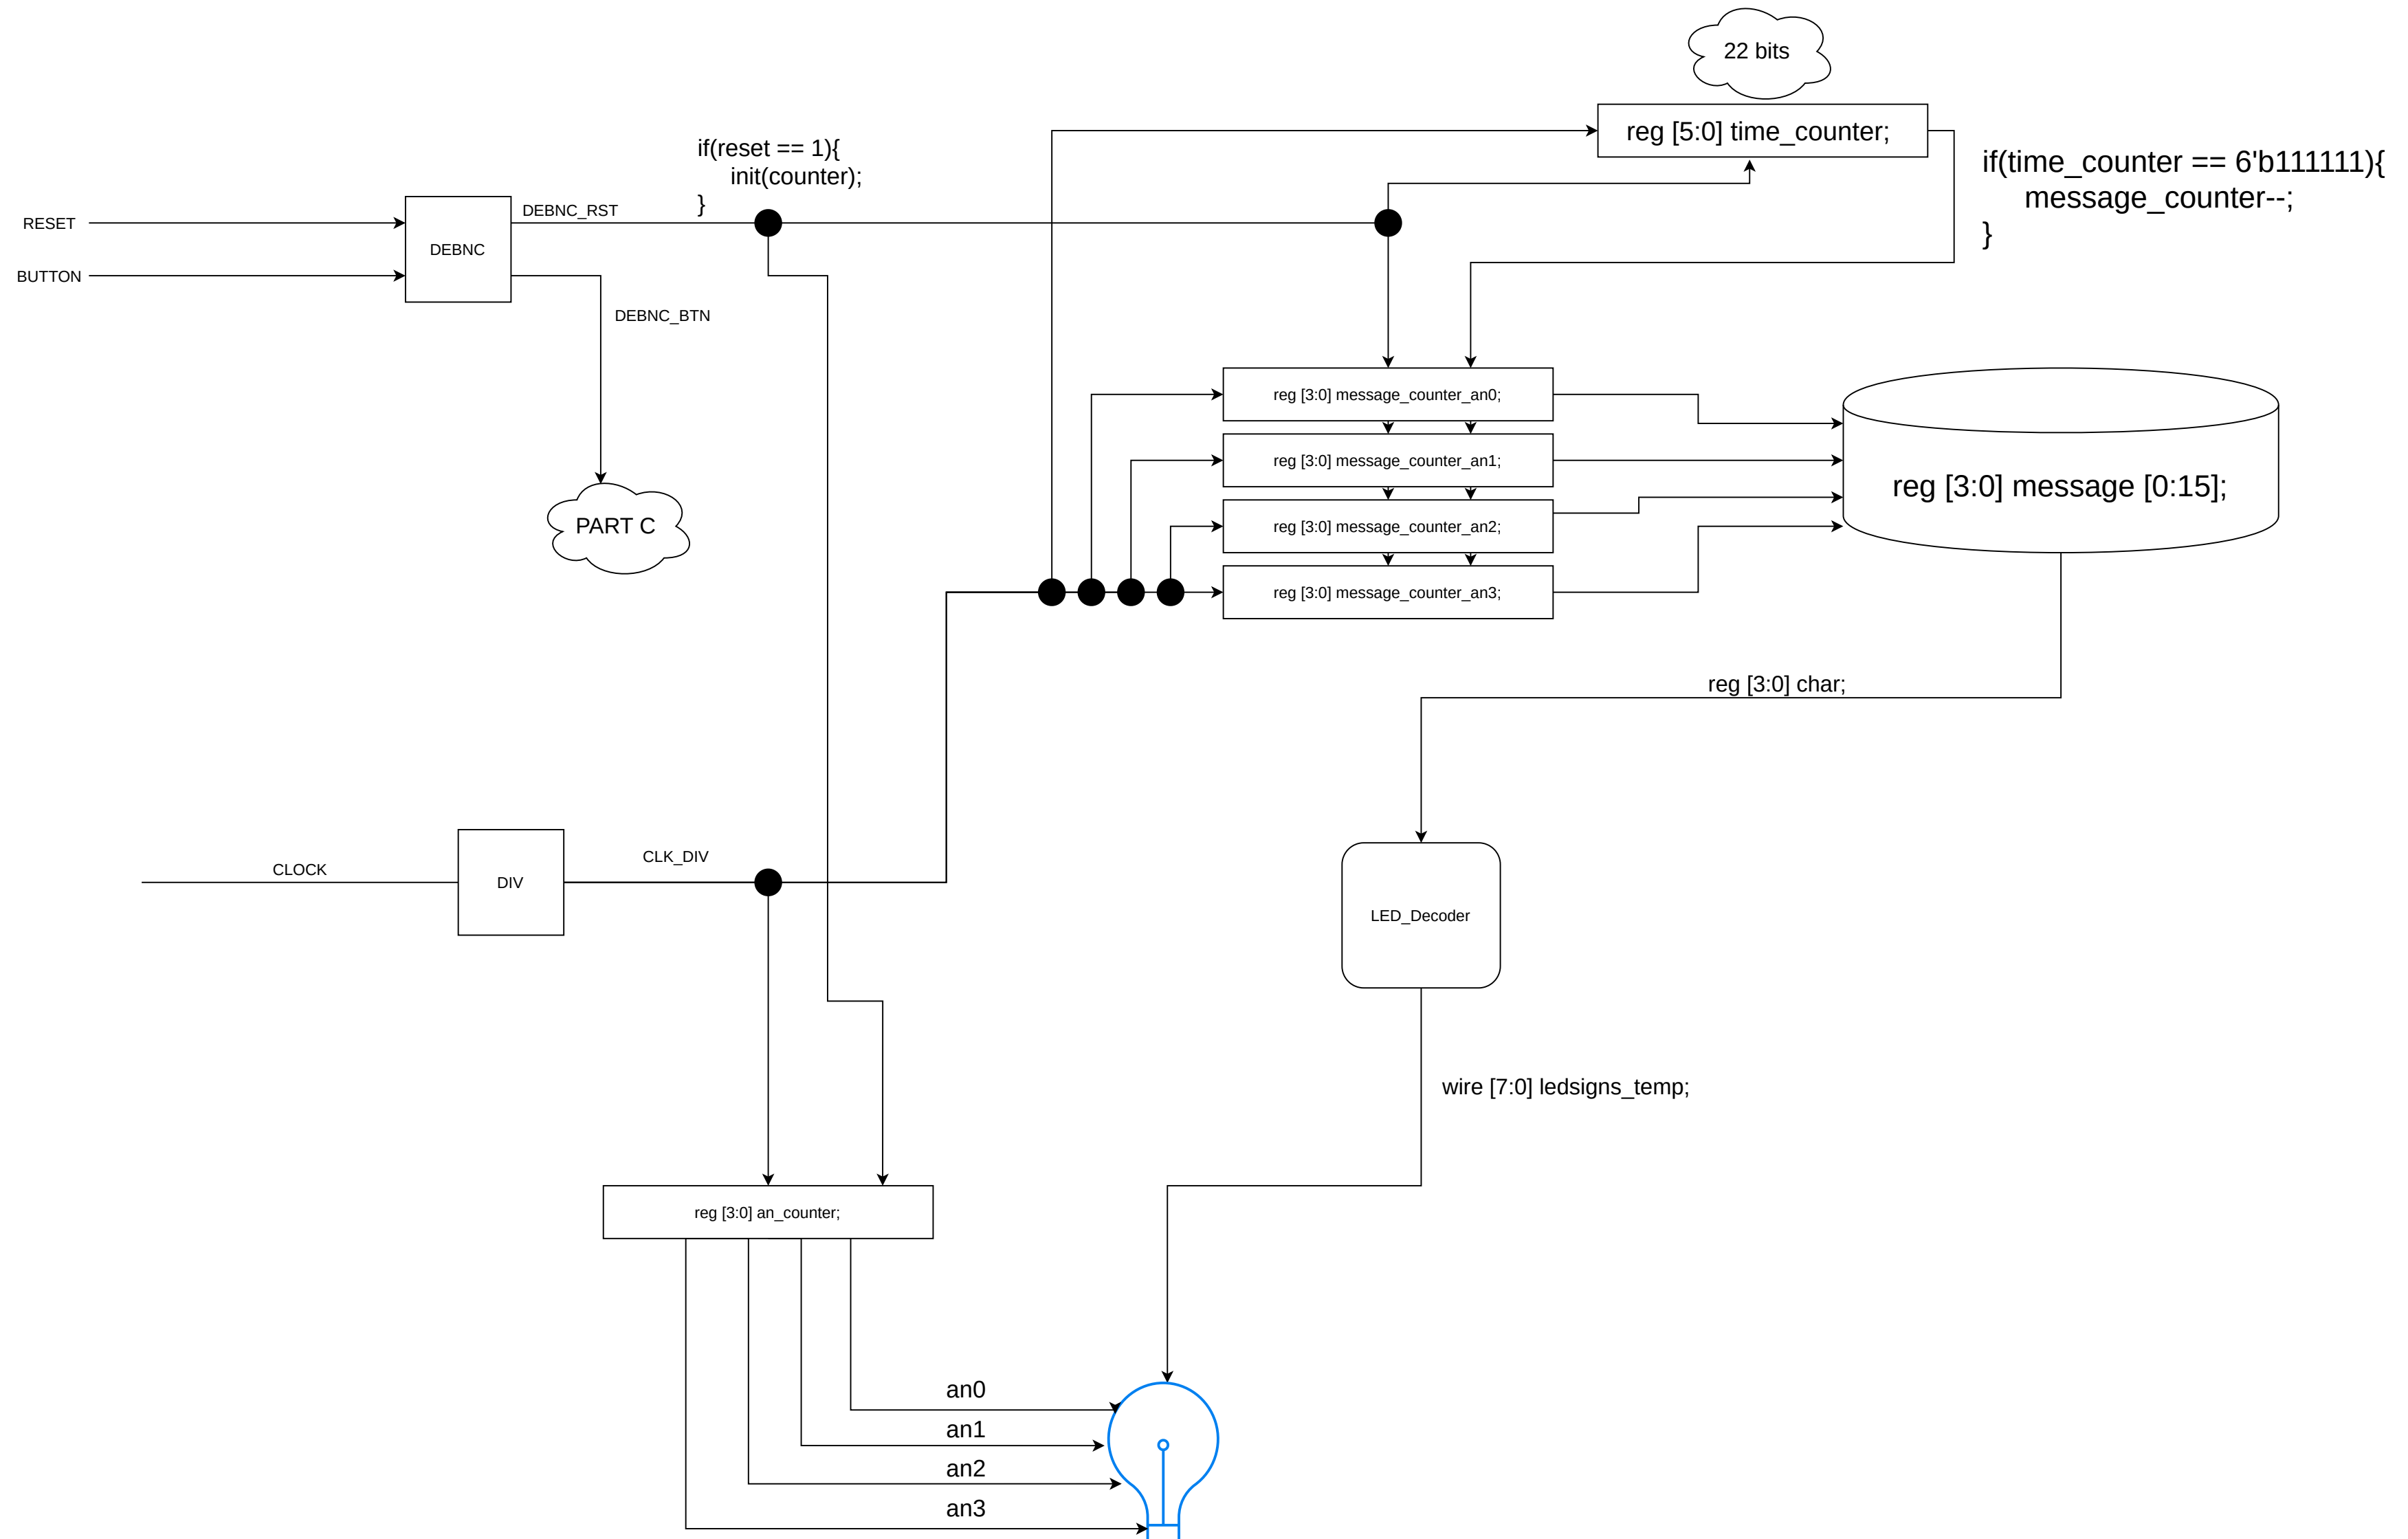 22 bits
reg [5:0] time_counter;
if(time_counter == 6'b111111){
message_counter--;
}
if(reset == 1){
init(counter);
}
RESET
BUTTON
DEBNC
DEBNC_RST
DEBNC_BTN
PART C
reg [3:0] message_counter_an0;
reg [3:0] message_counter_an1;
reg [3:0] message_counter_an2;
reg [3:0] message_counter_an3;
reg [3:0] message [0:15];
reg [3:0] char;
CLOCK
DIV
CLK_DIV
LED_Decoder
wire [7:0] ledsigns_temp;
reg [3:0] an_counter;
an0
an1
an2
an3